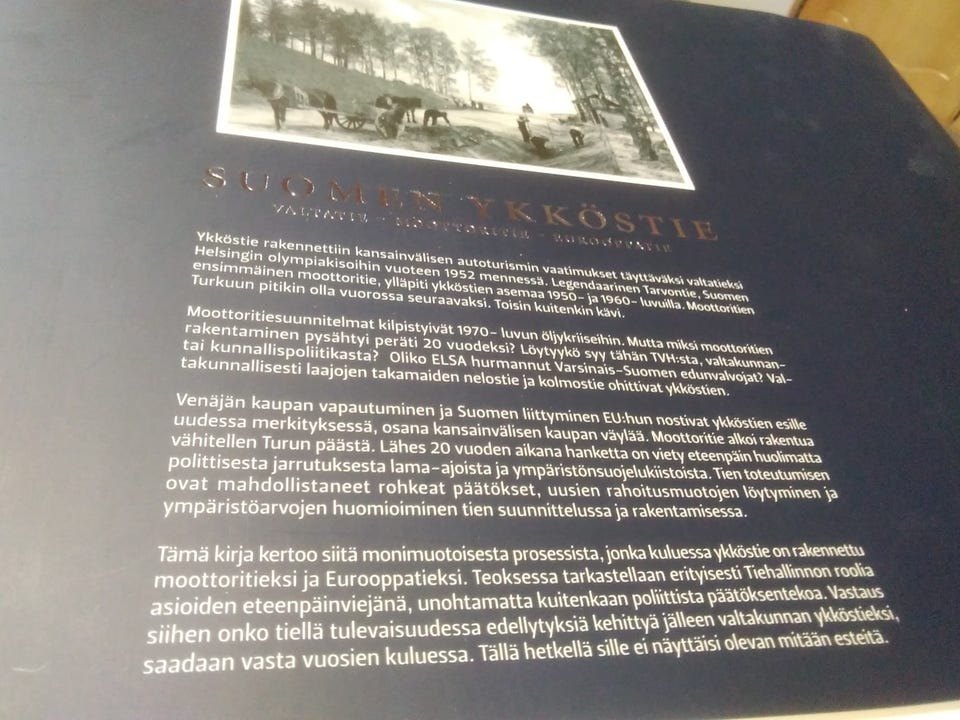 SUOMEN YKKÖSTIE
VALTATIE - MOOTTORITIE - EUROOPPATIE
Ykköstie rakennettiin kansainvälisen autoturismin vaatimukset täyttäväksi valtatieksi
Helsingin olympiakisoihin vuoteen 1952 mennessä. Legendaarinen Tarvontie, Suomen
ensimmäinen moottoritie, ylläpiti ykköstien asemaa 1950- ja 1960- luvuilla. Moottoritien
Turkuun pitikin olla vuorossa seuraavaksi. Toisin kuitenkin kävi.
Moottoritiesuunnitelmat kilpistyivät 1970- luvun öljykriiseihin. Mutta miksi moottoritien
rakentaminen pysähtyi peräti 20 vuodeksi? Löytyykö syy tähän TVH:sta, valtakunnan-
tai kunnallispolitiikasta? Oliko ELSA hurmannut Varsinais-Suomen edunvalvojat? Val-
takunnallisesti laajojen takamaiden nelostie ja kolmostie ohittivat ykköstien.
Venäjän kaupan vapautuminen ja Suomen liittyminen EU:hun nostivat ykköstien esille
uudessa merkityksessä, osana kansainvälisen kaupan väylää. Moottoritie alkoi rakentua
vähitellen Turun päästä. Lähes 20 vuoden aikana hanketta on viety eteenpäin huolimatta
polittisesta jarrutuksesta lama-ajoista ja ympäristönsuojelukiistoista. Tien toteutumisen
ovat mahdollistaneet rohkeat päätökset, uusien rahoitusmuotojen löytyminen ja
ympäristöarvojen huomioiminen tien suunnittelussa ja rakentamisessa.
Tämä kirja kertoo siitä monimuotoisesta prosessista, jonka kuluessa ykköstie on rakennettu
moottoritieksi ja Eurooppatieksi. Teoksessa tarkastellaan erityisesti Tiehallinnon roolia
asioiden eteenpäinviejänä, unohtamatta kuitenkaan poliittista päätöksentekoa. Vastaus
siihen onko tiellä tulevaisuudessa edellytyksiä kehittyä jälleen valtakunnan ykköstieksi,
saadaan vasta vuosien kuluessa. Tällä hetkellä sille ei näyttäisi olevan mitään esteitä.